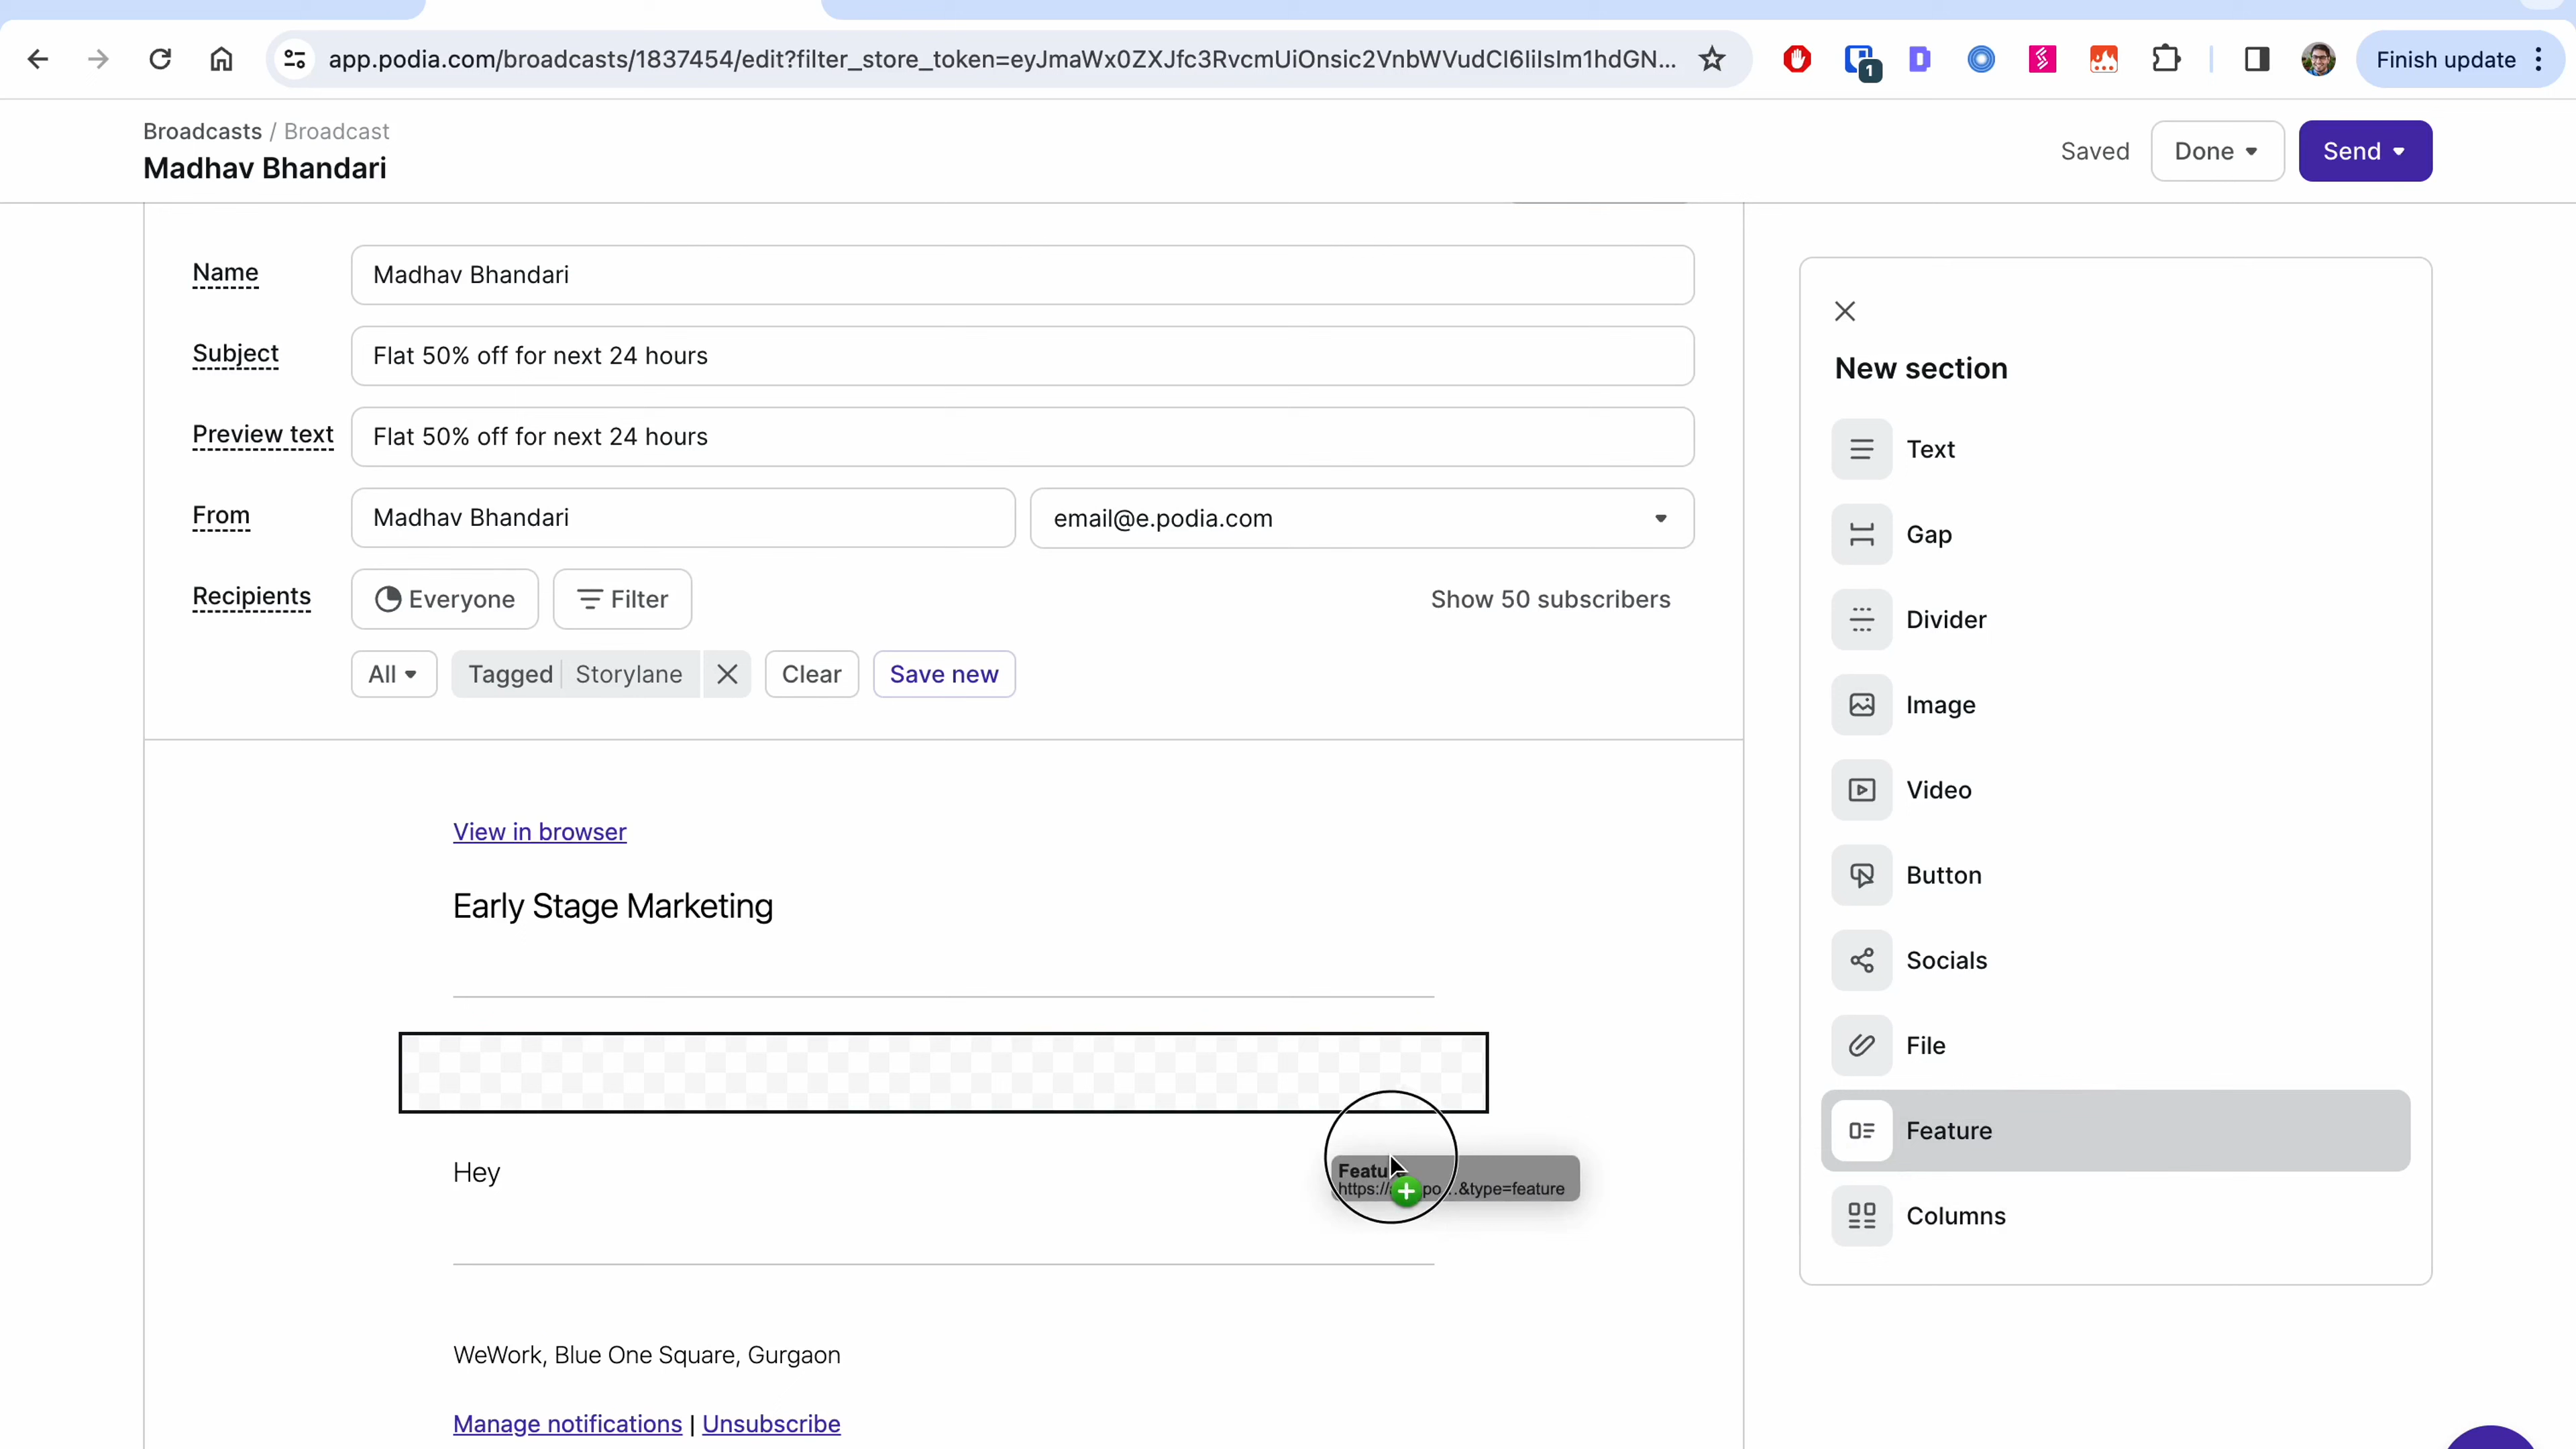 app.podia.com/broadcasts/1837454/edit?filter_store_token=eyJmaWx0ZXJfc3RvcmUiOnsic2VnbWVudCI6IiIsIm1hdGN...
1
Finish update
Broadcasts / Broadcast
Madhav Bhandari
Saved
Done
Send
Name
Madhav Bhandari
Subject
Flat 50% off for next 24 hours
Preview text
Flat 50% off for next 24 hours
From
Madhav Bhandari
email@e.podia.com
Recipients
Everyone
Filter
Show 50 subscribers
All
Tagged
Storylane
Clear
Save new
View in browser
Early Stage Marketing
Hey
WeWork, Blue One Square, Gurgaon
Manage notifications | Unsubscribe
New section
Text
Gap
Divider
Image
Video
Button
Socials
File
Feature
Columns
&type=feature